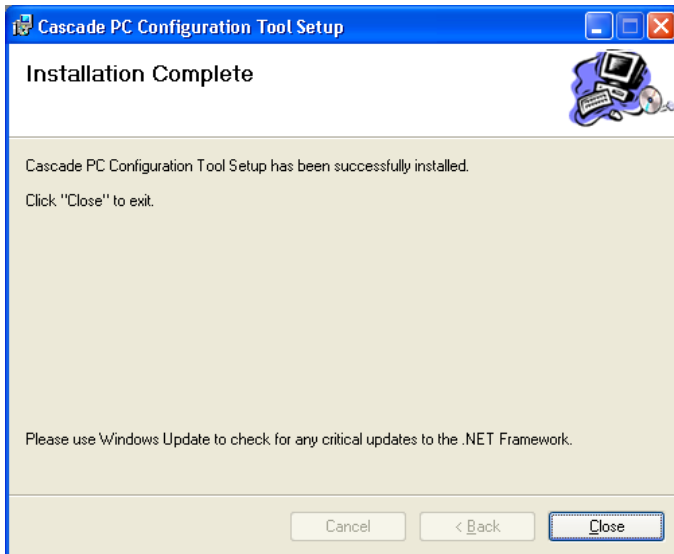 Cascade PC Configuration Tool Setup
Installation Complete
Cascade PC Configuration Tool Setup has been successfully installed.
Click "Close" to exit.
Please use Windows Update to check for any critical updates to the .NET Framework.
Cancel
< Back
Close